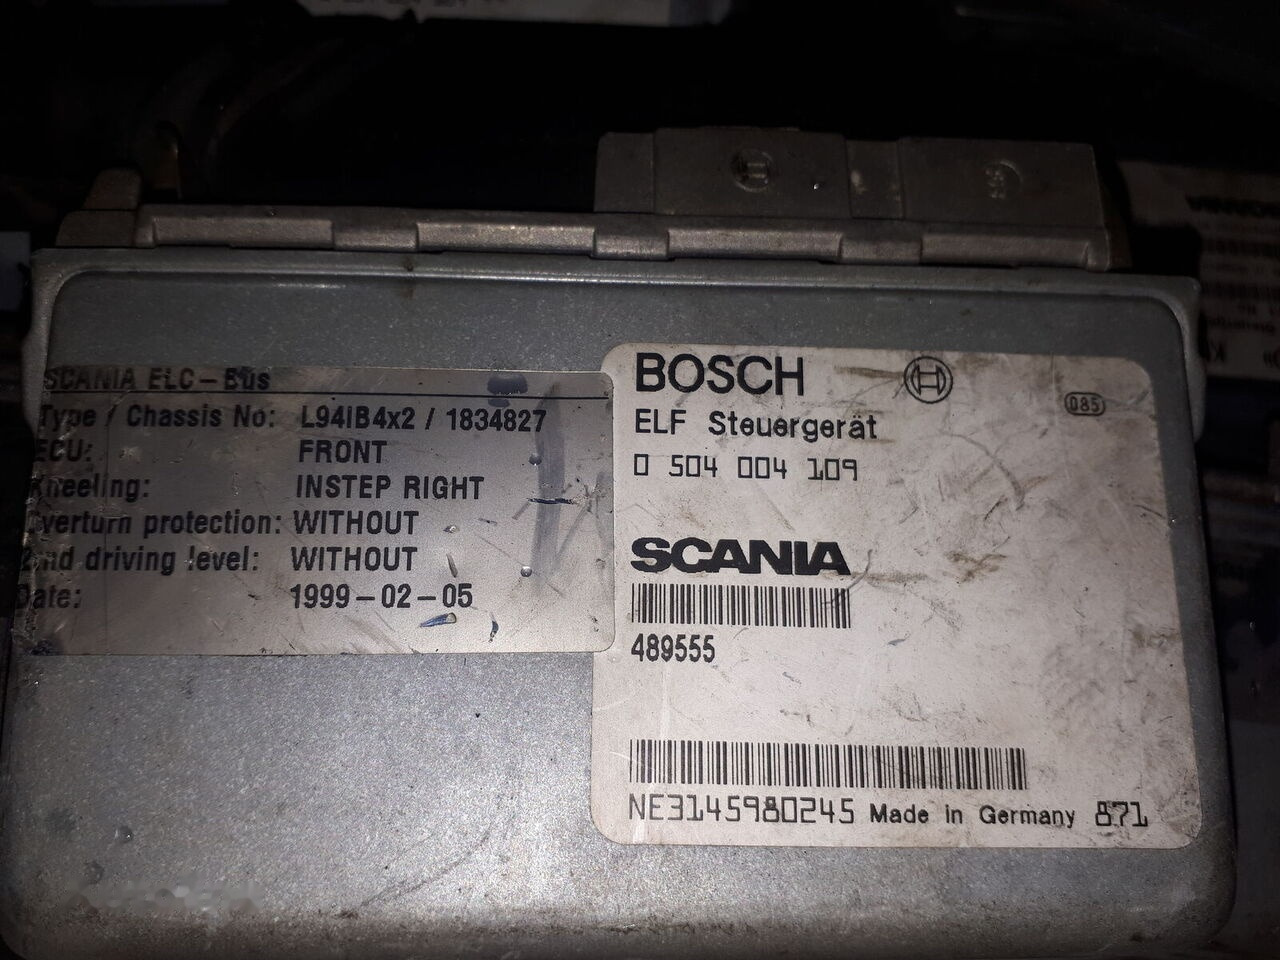 SCANIA ELC-Bus
Type / Chassis No: L94IB4x2 / 1834827
ECU: FRONT
Kneeling: INSTEP RIGHT
Overturn protection: WITHOUT
2nd driving level: WITHOUT
Date: 1999-02-05
BOSCH
085
ELF Steuergerät
0 504 004 109
SCANIA
489555
NE3145980245 Made in Germany 871